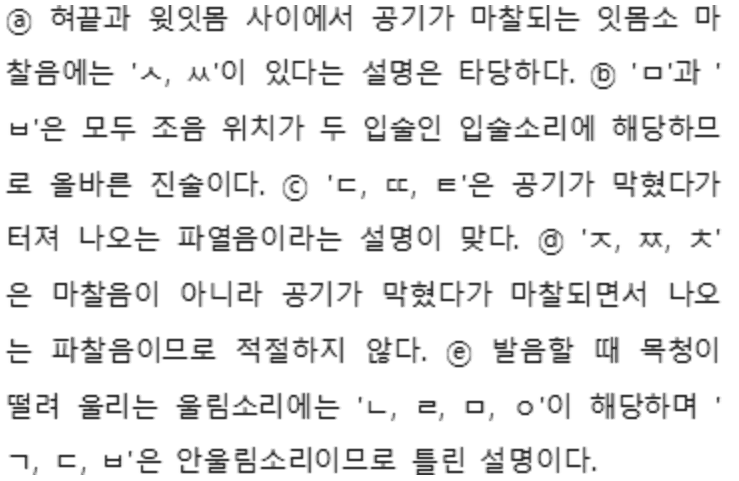 ⓐ 혀끝과 윗잇몸 사이에서 공기가 마찰되는 잇몸소 마
찰음에는 'ㅅ, ㅆ'이 있다는 설명은 타당하다. ⓑ 'ㅁ'과 '
ㅂ'은 모두 조음 위치가 두 입술인 입술소리에 해당하므
로 올바른 진술이다. ⓒ 'ㄷ, ㄸ, ㅌ'은 공기가 막혔다가
터져 나오는 파열음이라는 설명이 맞다. ⓓ 'ㅈ, ㅉ, ㅊ'
은 마찰음이 아니라 공기가 막혔다가 마찰되면서 나오
는 파찰음이므로 적절하지 않다. ⓔ 발음할 때 목청이
떨려 울리는 울림소리에는 'ㄴ, ㄹ, ㅁ, ㅇ'이 해당하며 '
ㄱ, ㄷ, ㅂ'은 안울림소리이므로 틀린 설명이다.